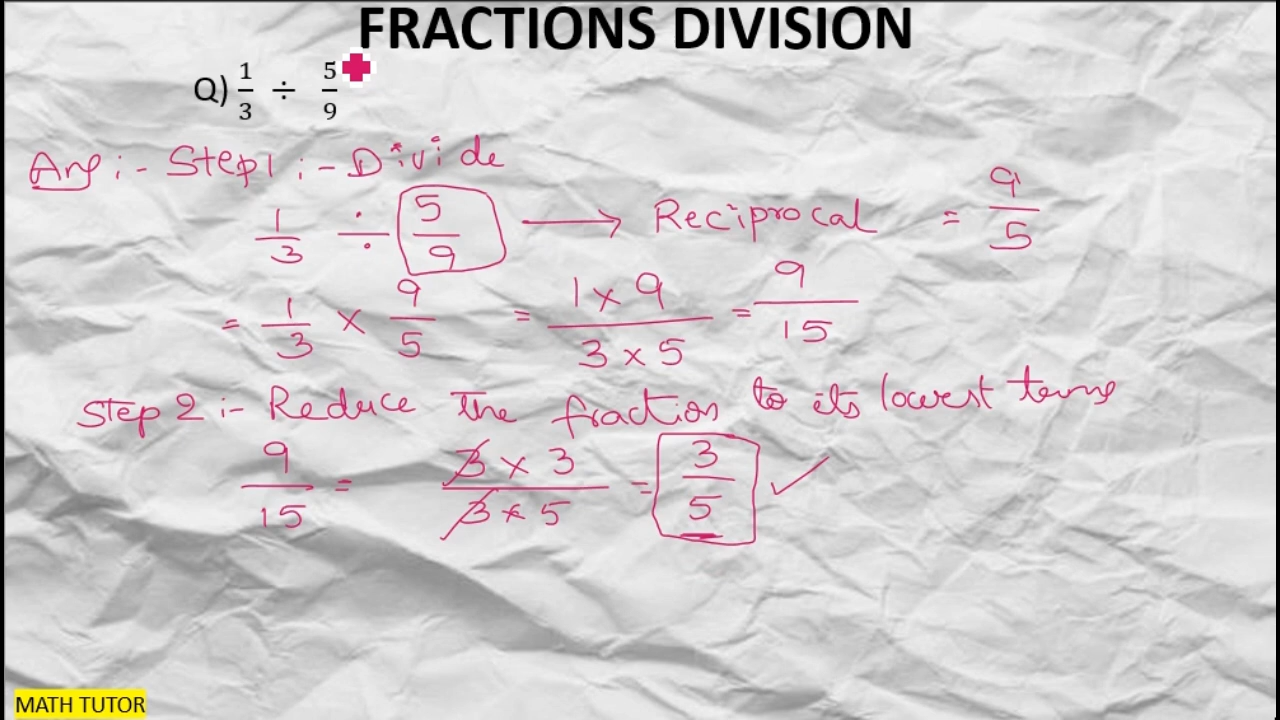 FRACTIONS DIVISION
Q) 1/3 ÷ 5/9
Ans :- Step 1 :- Divide
1/3 ÷ 5/9 → Reciprocal = 9/5
= 1/3 × 9/5 = 1 × 9 / 3 × 5 = 9/15
Step 2 :- Reduce the fraction to its lowest terms
9/15 = 3 × 3 / 3 × 5 = 3/5 ✓
MATH TUTOR